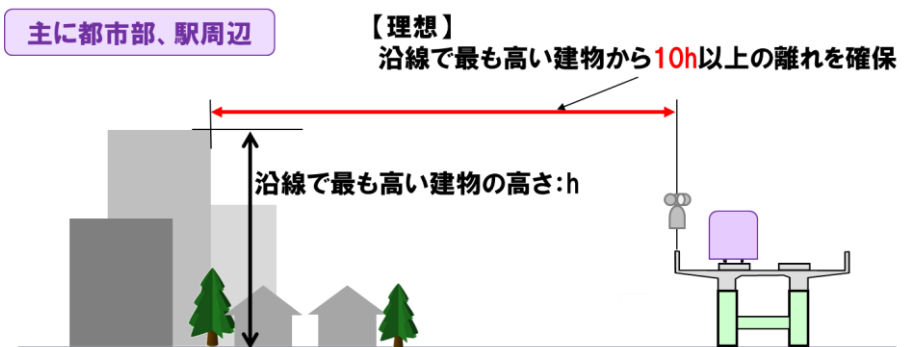 主に都市部、駅周辺
【理想】
沿線で最も高い建物から10h以上の離れを確保
沿線で最も高い建物の高さ:h